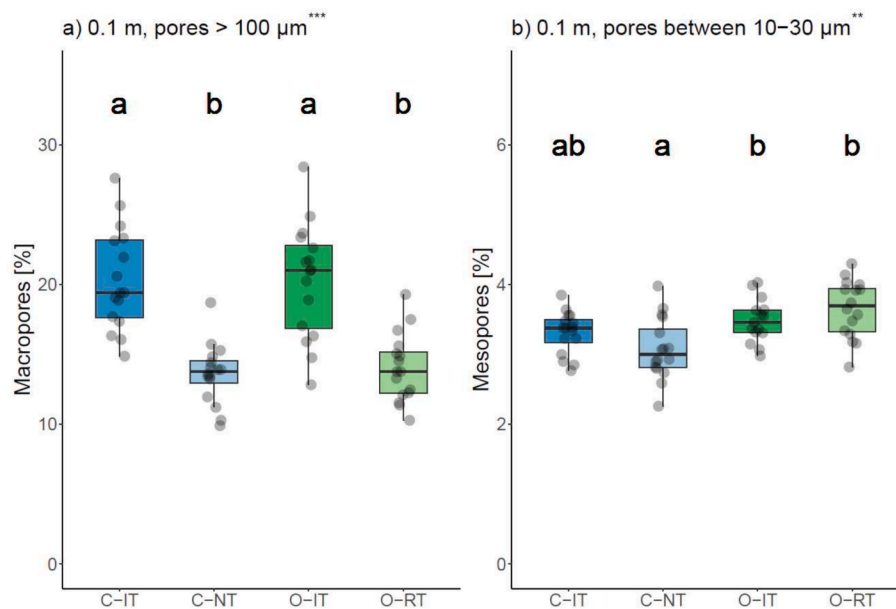 a) 0.1 m, pores > 100 µm***
a b a b
Macropores [%]
30
20
10
0
C−IT C−NT O−IT O−RT
b) 0.1 m, pores between 10−30 µm**
ab a b b
Mesopores [%]
6
4
2
0
C−IT C−NT O−IT O−RT